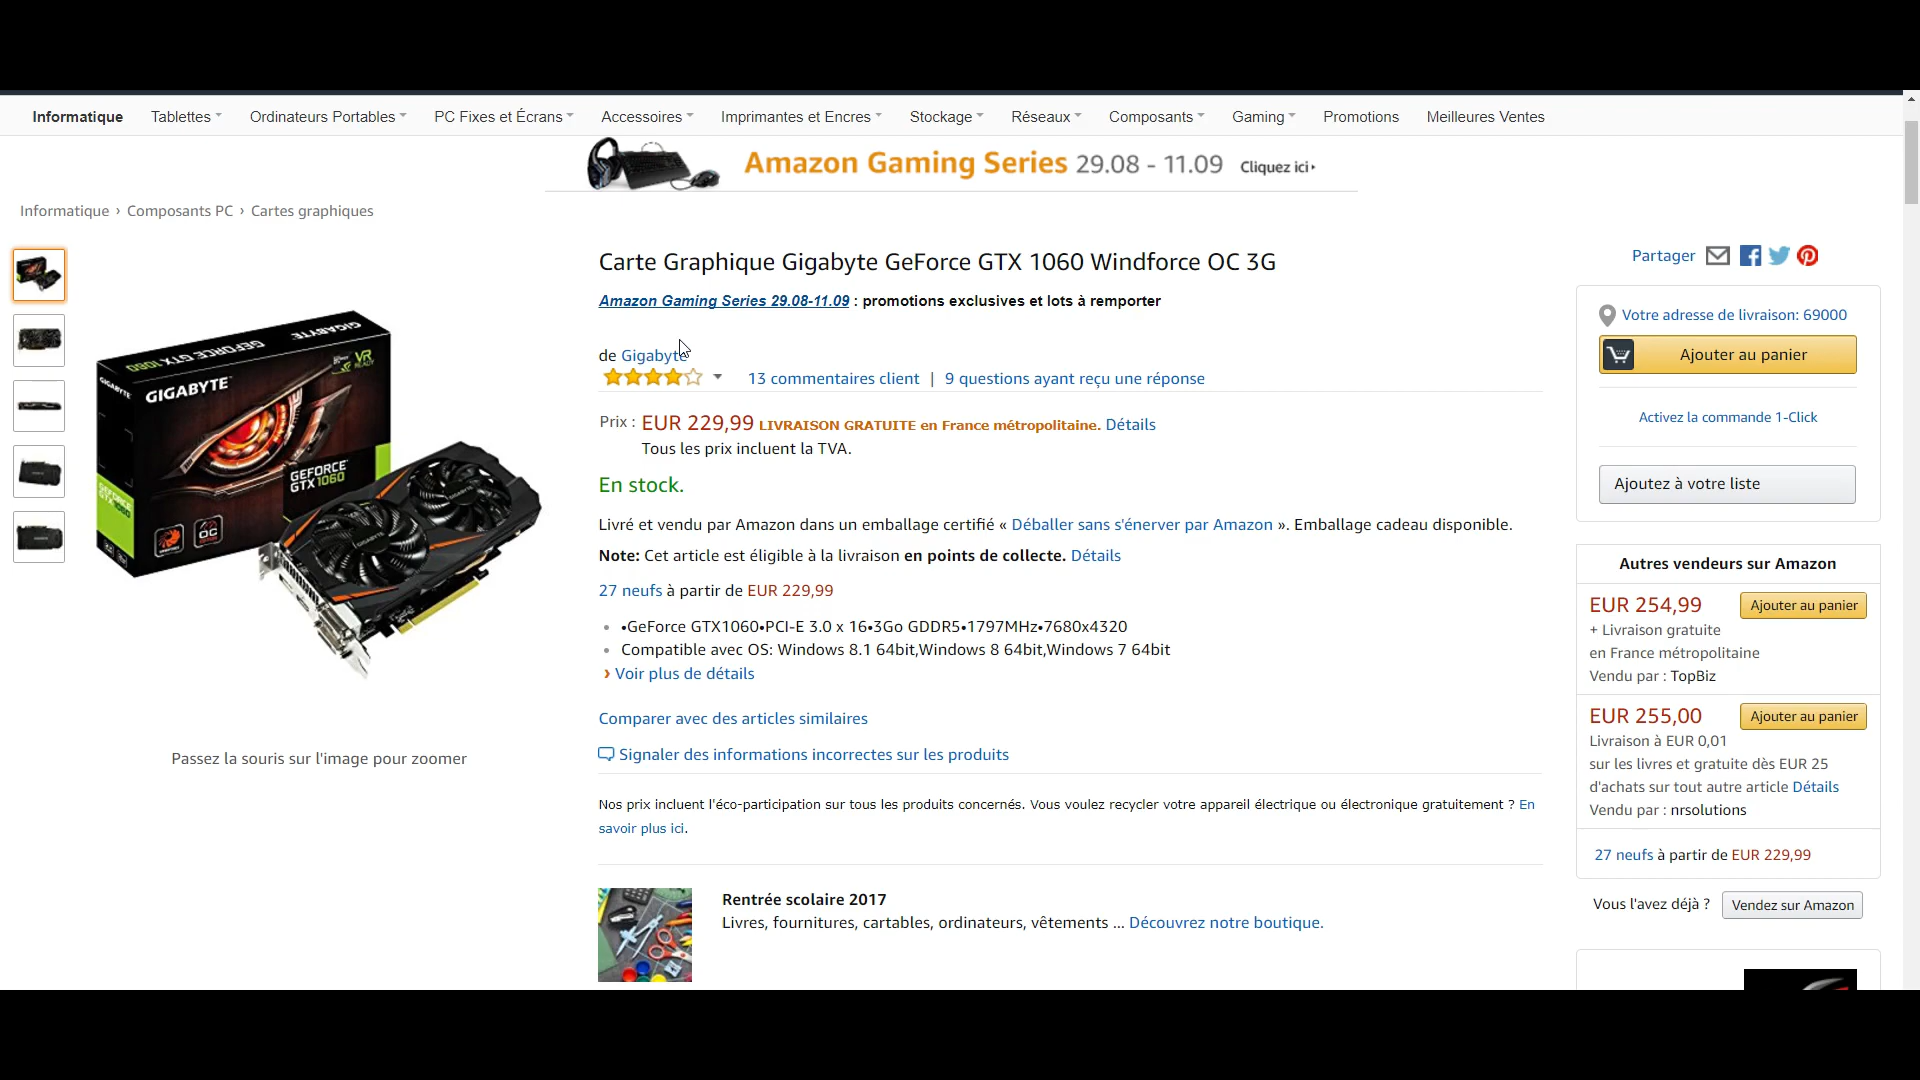 Informatique Tablettes Ordinateurs Portables PC Fixes et Écrans Accessoires Imprimantes et Encres Stockage Réseaux Composants Gaming Promotions Meilleures Ventes
Amazon Gaming Series 29.08 - 11.09 Cliquez ici
Informatique › Composants PC › Cartes graphiques
GIGABYTE
GEFORCE GTX 1060
GIGABYTE
GIGABYTE
VR READY
GEFORCE
GTX1060
GEFORCE
GTX 1060
OC
GIGABYTE
GIGABYTE
Passez la souris sur l'image pour zoomer
Carte Graphique Gigabyte GeForce GTX 1060 Windforce OC 3G
Amazon Gaming Series 29.08-11.09 : promotions exclusives et lots à remporter
de Gigabyte
13 commentaires client | 9 questions ayant reçu une réponse
Prix : EUR 229,99 LIVRAISON GRATUITE en France métropolitaine. Détails
Tous les prix incluent la TVA.
En stock.
Livré et vendu par Amazon dans un emballage certifié « Déballer sans s'énerver par Amazon ». Emballage cadeau disponible.
Note: Cet article est éligible à la livraison en points de collecte. Détails
27 neufs à partir de EUR 229,99
• •GeForce GTX1060•PCI-E 3.0 x 16•3Go GDDR5•1797MHz•7680x4320
• Compatible avec OS: Windows 8.1 64bit,Windows 8 64bit,Windows 7 64bit
› Voir plus de détails
Comparer avec des articles similaires
Signaler des informations incorrectes sur les produits
Nos prix incluent l'éco-participation sur tous les produits concernés. Vous voulez recycler votre appareil électrique ou électronique gratuitement ? En
savoir plus ici.
Rentrée scolaire 2017
Livres, fournitures, cartables, ordinateurs, vêtements ... Découvrez notre boutique.
Partager
Votre adresse de livraison: 69000
Ajouter au panier
Activez la commande 1-Click
Ajoutez à votre liste
Autres vendeurs sur Amazon
EUR 254,99 Ajouter au panier
+ Livraison gratuite
en France métropolitaine
Vendu par : TopBiz
EUR 255,00 Ajouter au panier
Livraison à EUR 0,01
sur les livres et gratuite dès EUR 25
d'achats sur tout autre article Détails
Vendu par : nrsolutions
27 neufs à partir de EUR 229,99
Vous l'avez déjà ? Vendez sur Amazon